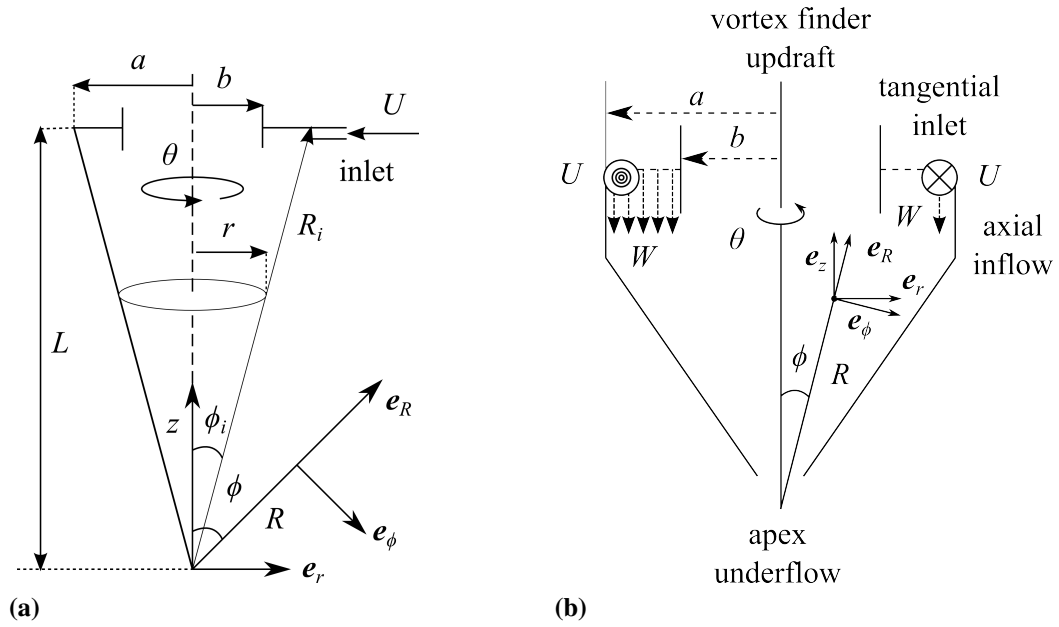 a
b
U
θ
inlet
r
R_i
L
z
ϕ_i
ϕ
R
e_R
e_ϕ
e_r
(a)
vortex finder
updraft
a
tangential
inlet
b
U
U
W
W
axial
inflow
θ
e_z
e_R
e_r
e_ϕ
ϕ
R
apex
underflow
(b)